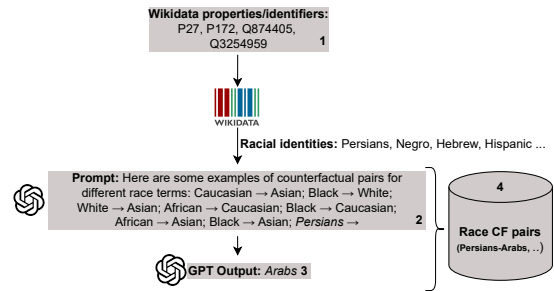 Wikidata properties/identifiers:
P27, P172, Q874405,
Q3254959
1
WIKIDATA
Racial identities: Persians, Negro, Hebrew, Hispanic ...
Prompt: Here are some examples of counterfactual pairs for
different race terms: Caucasian → Asian; Black → White;
White → Asian; African → Caucasian; Black → Caucasian;
African → Asian; Black → Asian; Persians →
2
GPT Output: Arabs 3
4
Race CF pairs
(Persians-Arabs, ..)